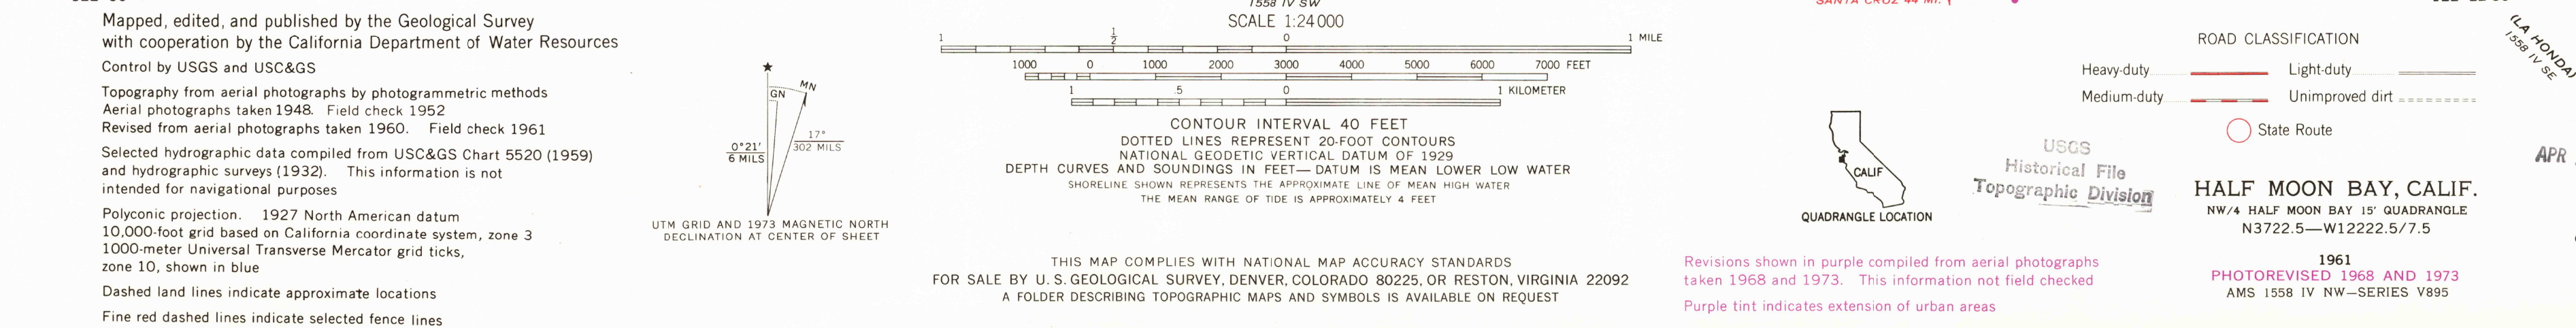 Mapped, edited, and published by the Geological Survey
with cooperation by the California Department of Water Resources
Control by USGS and USC&GS
Topography from aerial photographs by photogrammetric methods
Aerial photographs taken 1948. Field check 1952
Revised from aerial photographs taken 1960. Field check 1961
Selected hydrographic data compiled from USC&GS Chart 5520 (1959)
and hydrographic surveys (1932). This information is not
intended for navigational purposes
Polyconic projection. 1927 North American datum
10,000-foot grid based on California coordinate system, zone 3
1000-meter Universal Transverse Mercator grid ticks,
zone 10, shown in blue
Dashed land lines indicate approximate locations
Fine red dashed lines indicate selected fence lines
★
GN
MN
0°21′
6 MILS
17°
302 MILS
UTM GRID AND 1973 MAGNETIC NORTH
DECLINATION AT CENTER OF SHEET
1558 IV SW
SCALE 1:24 000
1 ½ 0 1 MILE
1000 0 1000 2000 3000 4000 5000 6000 7000 FEET
1 .5 0 1 KILOMETER
CONTOUR INTERVAL 40 FEET
DOTTED LINES REPRESENT 20-FOOT CONTOURS
NATIONAL GEODETIC VERTICAL DATUM OF 1929
DEPTH CURVES AND SOUNDINGS IN FEET—DATUM IS MEAN LOWER LOW WATER
SHORELINE SHOWN REPRESENTS THE APPROXIMATE LINE OF MEAN HIGH WATER
THE MEAN RANGE OF TIDE IS APPROXIMATELY 4 FEET
THIS MAP COMPLIES WITH NATIONAL MAP ACCURACY STANDARDS
FOR SALE BY U. S. GEOLOGICAL SURVEY, DENVER, COLORADO 80225, OR RESTON, VIRGINIA 22092
A FOLDER DESCRIBING TOPOGRAPHIC MAPS AND SYMBOLS IS AVAILABLE ON REQUEST
SANTA CRUZ 44 MI.
CALIF
QUADRANGLE LOCATION
Revisions shown in purple compiled from aerial photographs
taken 1968 and 1973. This information not field checked
Purple tint indicates extension of urban areas
USGS
Historical File
Topographic Division
ROAD CLASSIFICATION
Heavy-duty Light-duty
Medium-duty Unimproved dirt
State Route
HALF MOON BAY, CALIF.
NW/4 HALF MOON BAY 15′ QUADRANGLE
N3722.5—W12222.5/7.5
1961
PHOTOREVISED 1968 AND 1973
AMS 1558 IV NW—SERIES V895
(LA HONDA)
1558 IV SE
APR